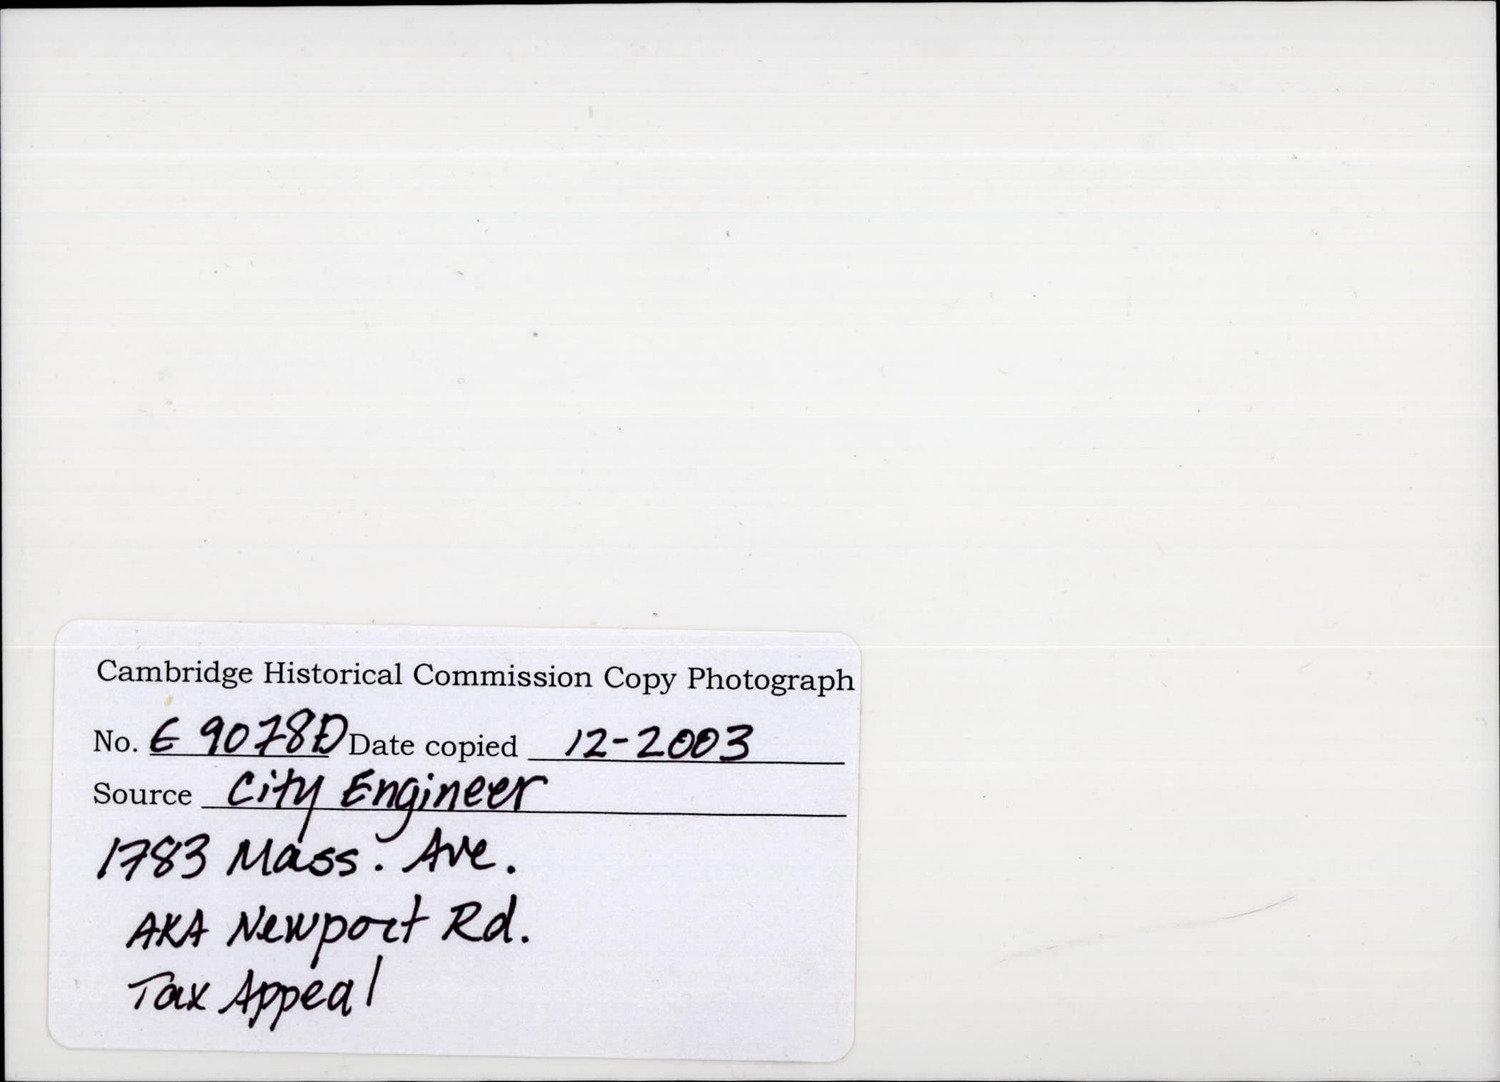 Cambridge Historical Commission Copy Photograph
No. E 9078D Date copied 12-2003
Source City Engineer
1783 Mass. Ave.
AKA Newport Rd.
Tax Appeal